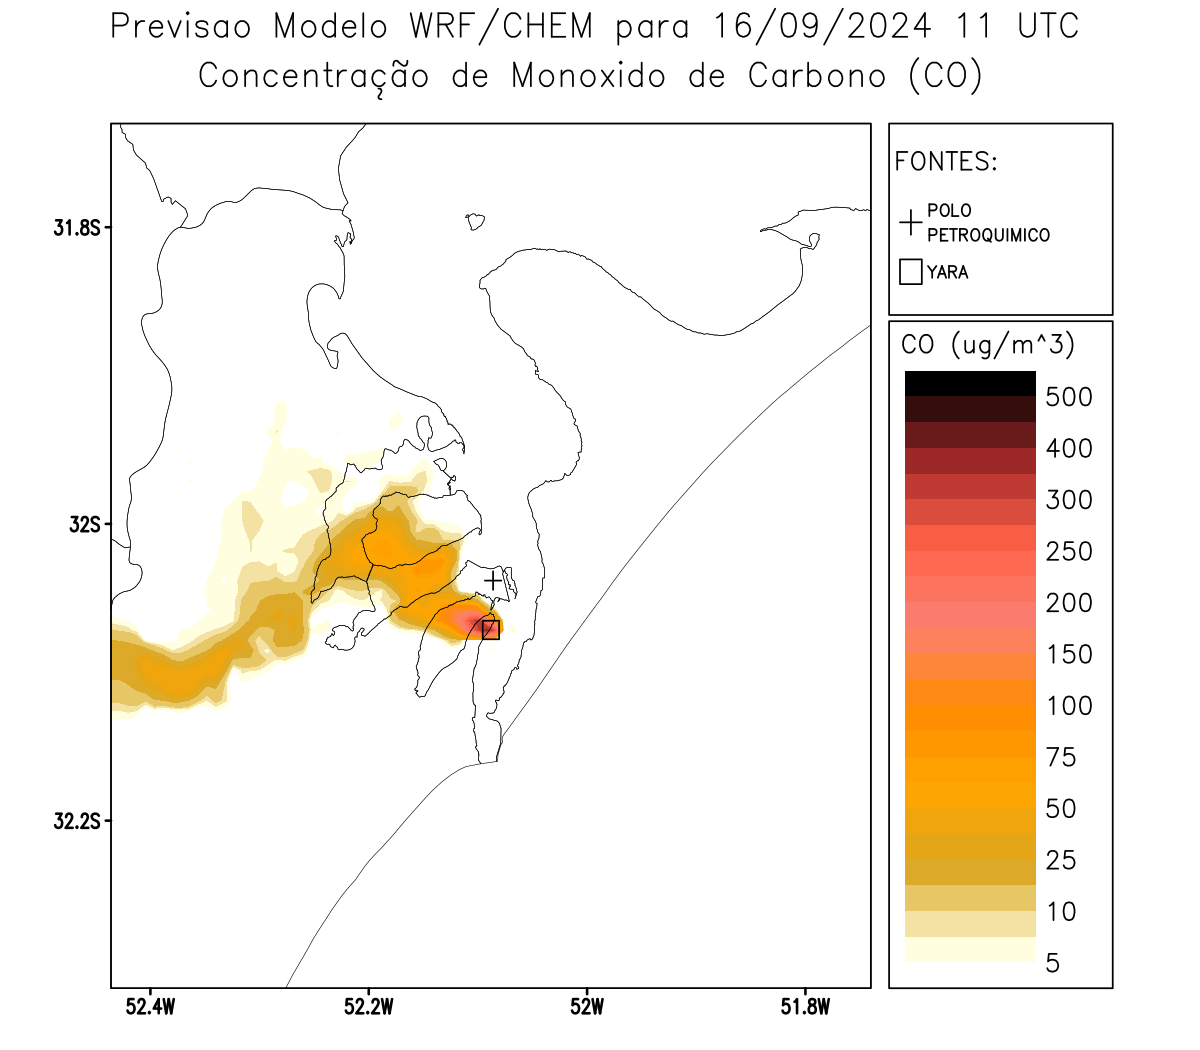 Previsao Modelo WRF/CHEM para 16/09/2024 11 UTC
Concentração de Monoxido de Carbono (CO)
FONTES:
POLO
PETROQUIMICO
YARA
CO (ug/m^3)
500
400
300
250
200
150
100
75
50
25
10
5
31.8S
32S
32.2S
52.4W
52.2W
52W
51.8W